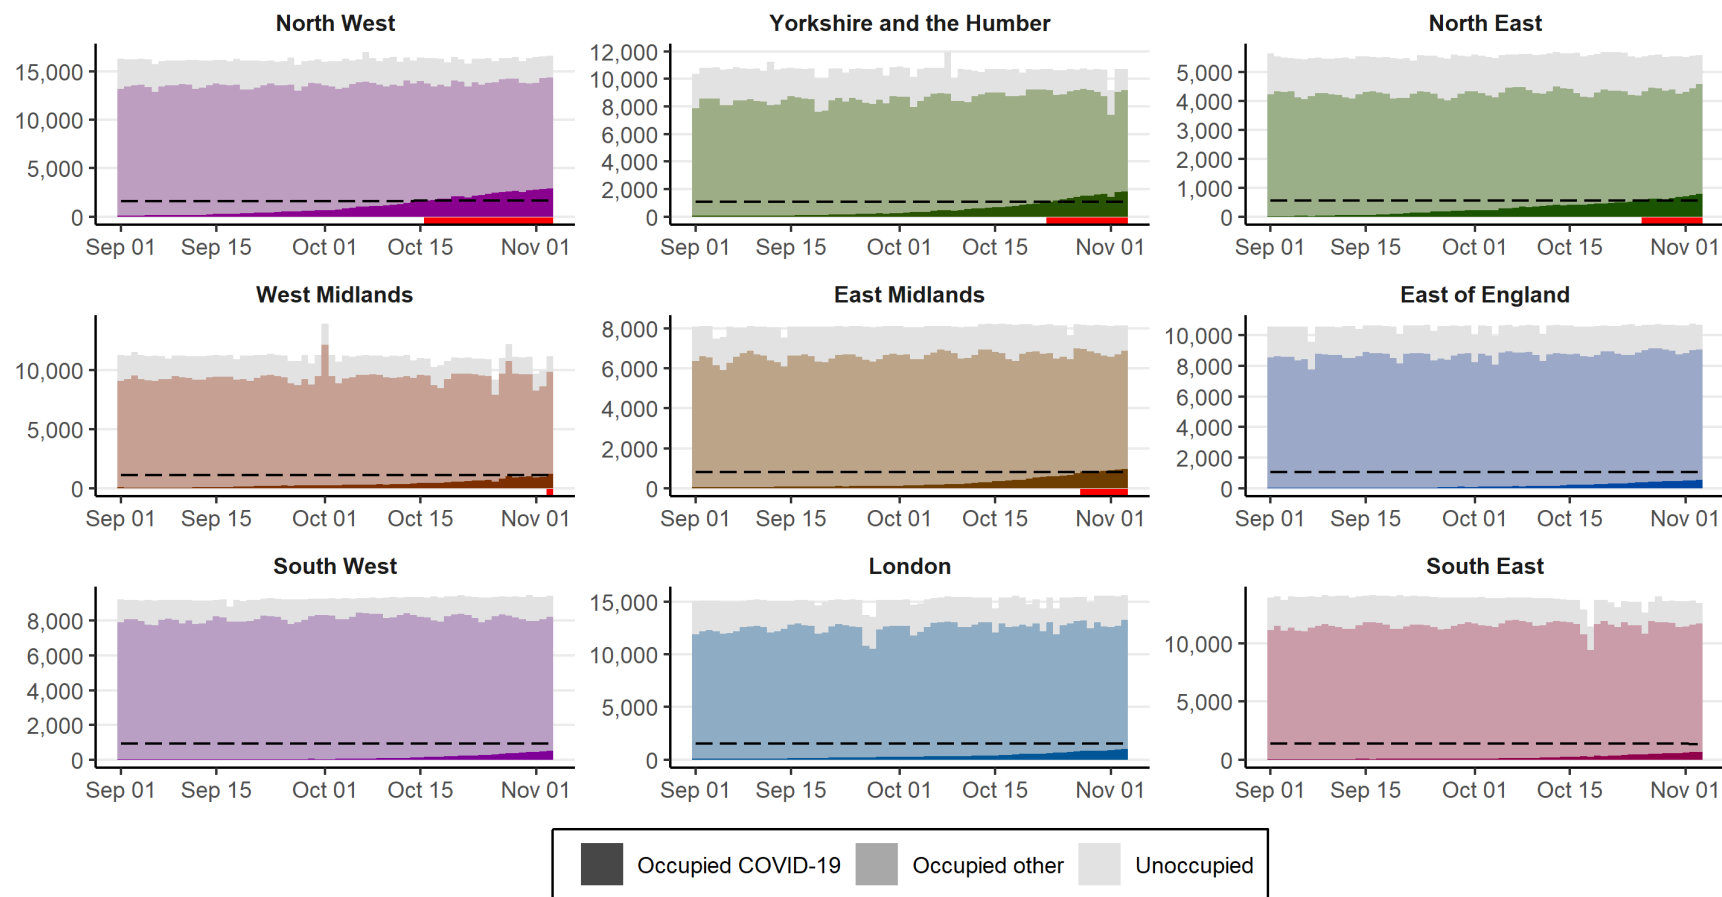 North West
Yorkshire and the Humber
North East
15,000
10,000
5,000
0
Sep 01 Sep 15 Oct 01 Oct 15 Nov 01
12,000
10,000
8,000
6,000
4,000
2,000
0
Sep 01 Sep 15 Oct 01 Oct 15 Nov 01
5,000
4,000
3,000
2,000
1,000
0
Sep 01 Sep 15 Oct 01 Oct 15 Nov 01
West Midlands
East Midlands
East of England
10,000
5,000
0
Sep 01 Sep 15 Oct 01 Oct 15 Nov 01
8,000
6,000
4,000
2,000
0
Sep 01 Sep 15 Oct 01 Oct 15 Nov 01
10,000
8,000
6,000
4,000
2,000
0
Sep 01 Sep 15 Oct 01 Oct 15 Nov 01
South West
London
South East
8,000
6,000
4,000
2,000
0
Sep 01 Sep 15 Oct 01 Oct 15 Nov 01
15,000
10,000
5,000
0
Sep 01 Sep 15 Oct 01 Oct 15 Nov 01
10,000
5,000
0
Sep 01 Sep 15 Oct 01 Oct 15 Nov 01
Occupied COVID-19 Occupied other Unoccupied